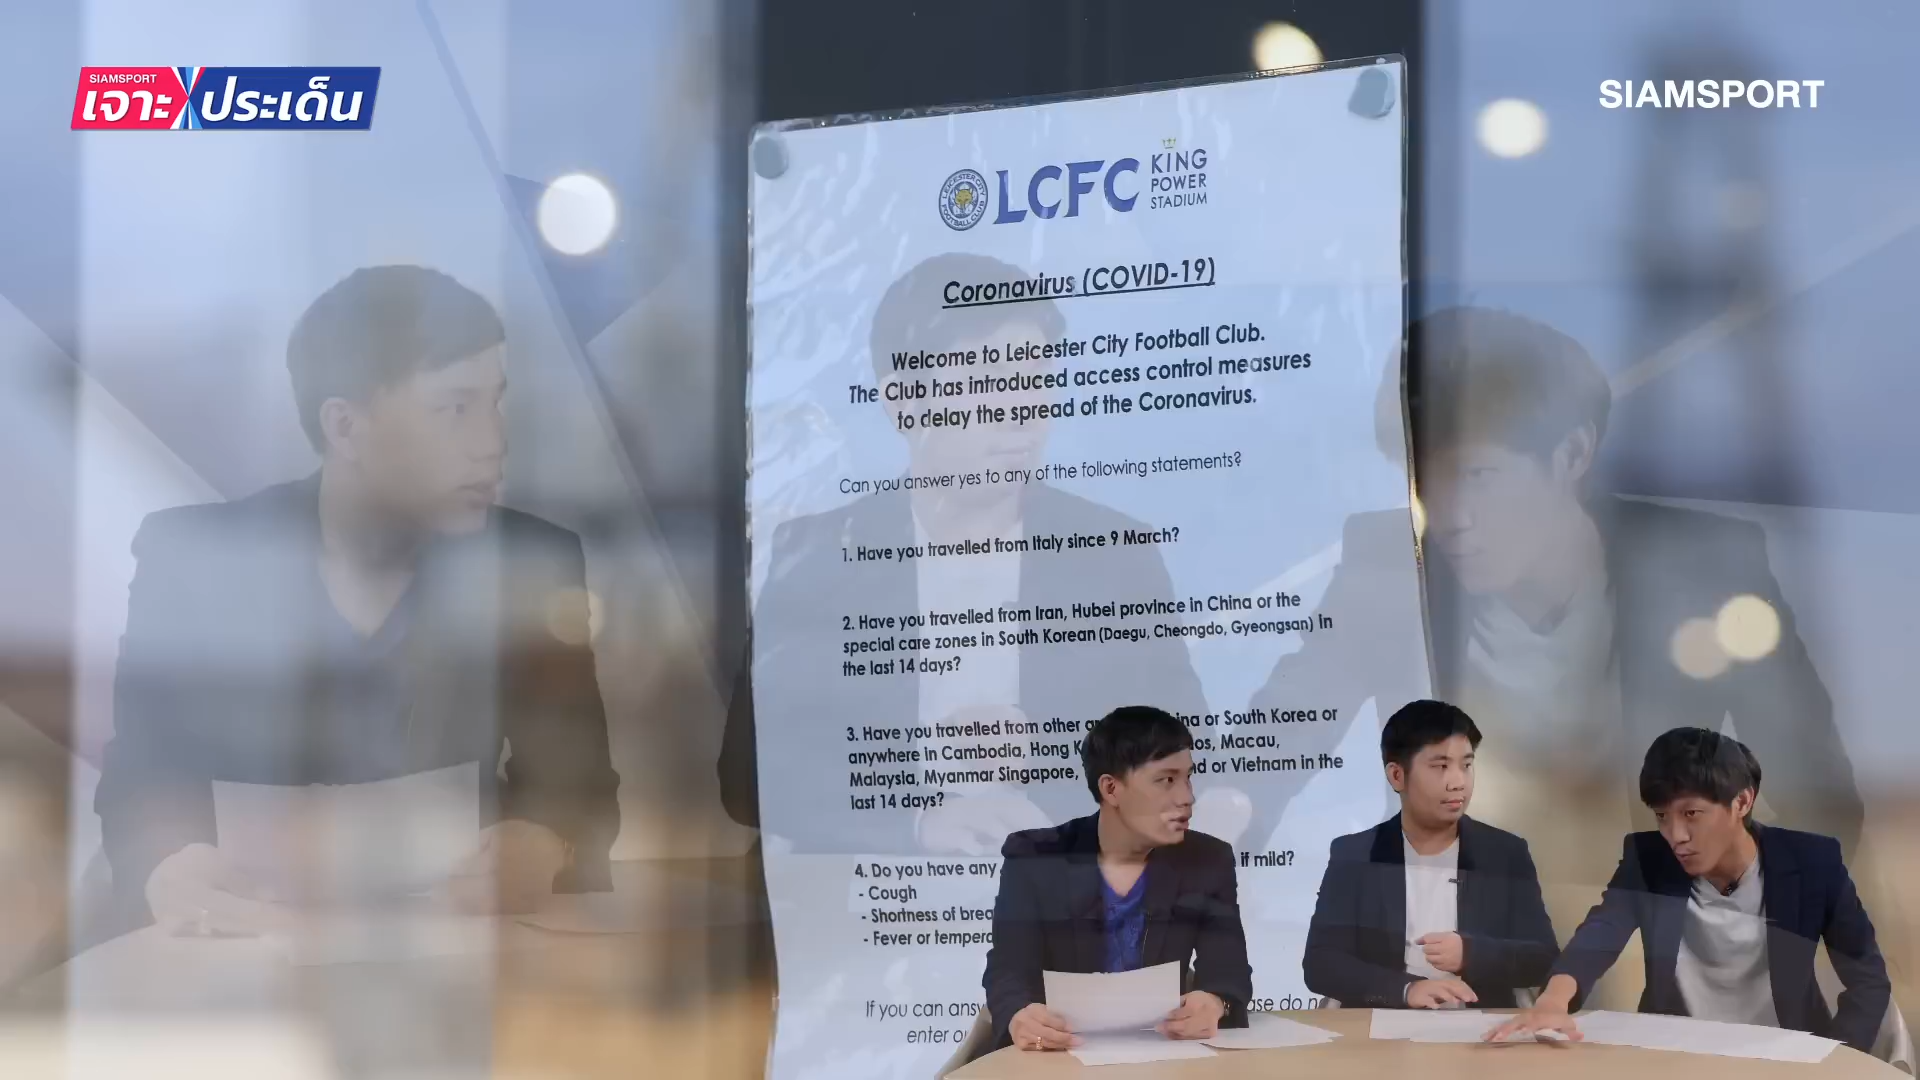 SIAMSPORT
เจาะประเด็น
SIAMSPORT
LEICESTER CITY
FOOTBALL CLUB
LCFC
KING
POWER
STADIUM
Coronavirus (COVID-19)
Welcome to Leicester City Football Club.
The Club has introduced access control measures
to delay the spread of the Coronavirus.
Can you answer yes to any of the following statements?
1. Have you travelled from Italy since 9 March?
2. Have you travelled from Iran, Hubei province in China or the
special care zones in South Korean (Daegu, Cheongdo, Gyeongsan) in
the last 14 days?
3. Have you travelled from other or South Korea or
anywhere in Cambodia, Hong Macau,
Malaysia, Myanmar Singapore, or Vietnam in the
last 14 days?
4. Do you have any if mild?
- Cough
- Shortness of
- Fever or
If you can do
enter